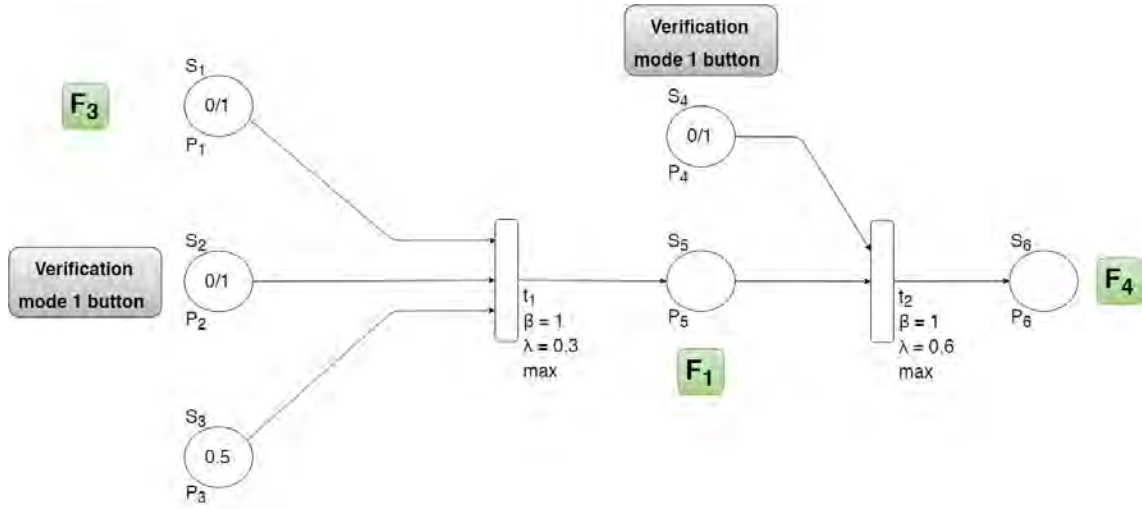 Verification
mode 1 button
S4
0/1
P4
S1
0/1
P1
F3
Verification
mode 1 button
S2
0/1
P2
t1
β = 1
λ = 0.3
max
S5
P5
F1
t2
β = 1
λ = 0.6
max
S6
P6
F4
S3
0.5
P3